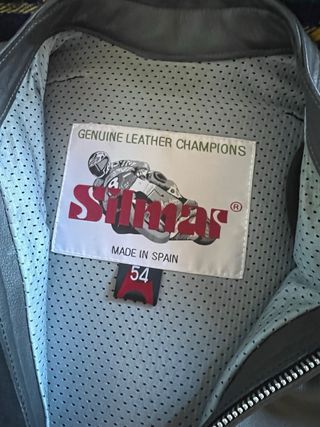 GENUINE LEATHER CHAMPIONS
Silmar®
MADE IN SPAIN
54